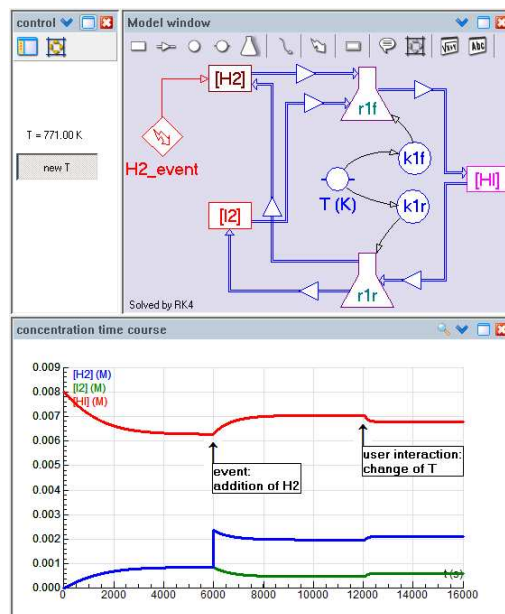 control
T = 771.00 K
new T
Model window
Text
Abc
[H2]
r1f
H2_event
k1f
[HI]
T (K)
k1r
[I2]
r1r
Solved by RK4
concentration time course
0.009
[H2] (M)
[I2] (M)
0.008
[HI] (M)
0.007
0.006
0.005
0.004
0.003
0.002
0.001
0.000
event:
addition of H2
user interaction:
change of T
t (s)
0
2000
4000
6000
8000
10000
12000
14000
16000